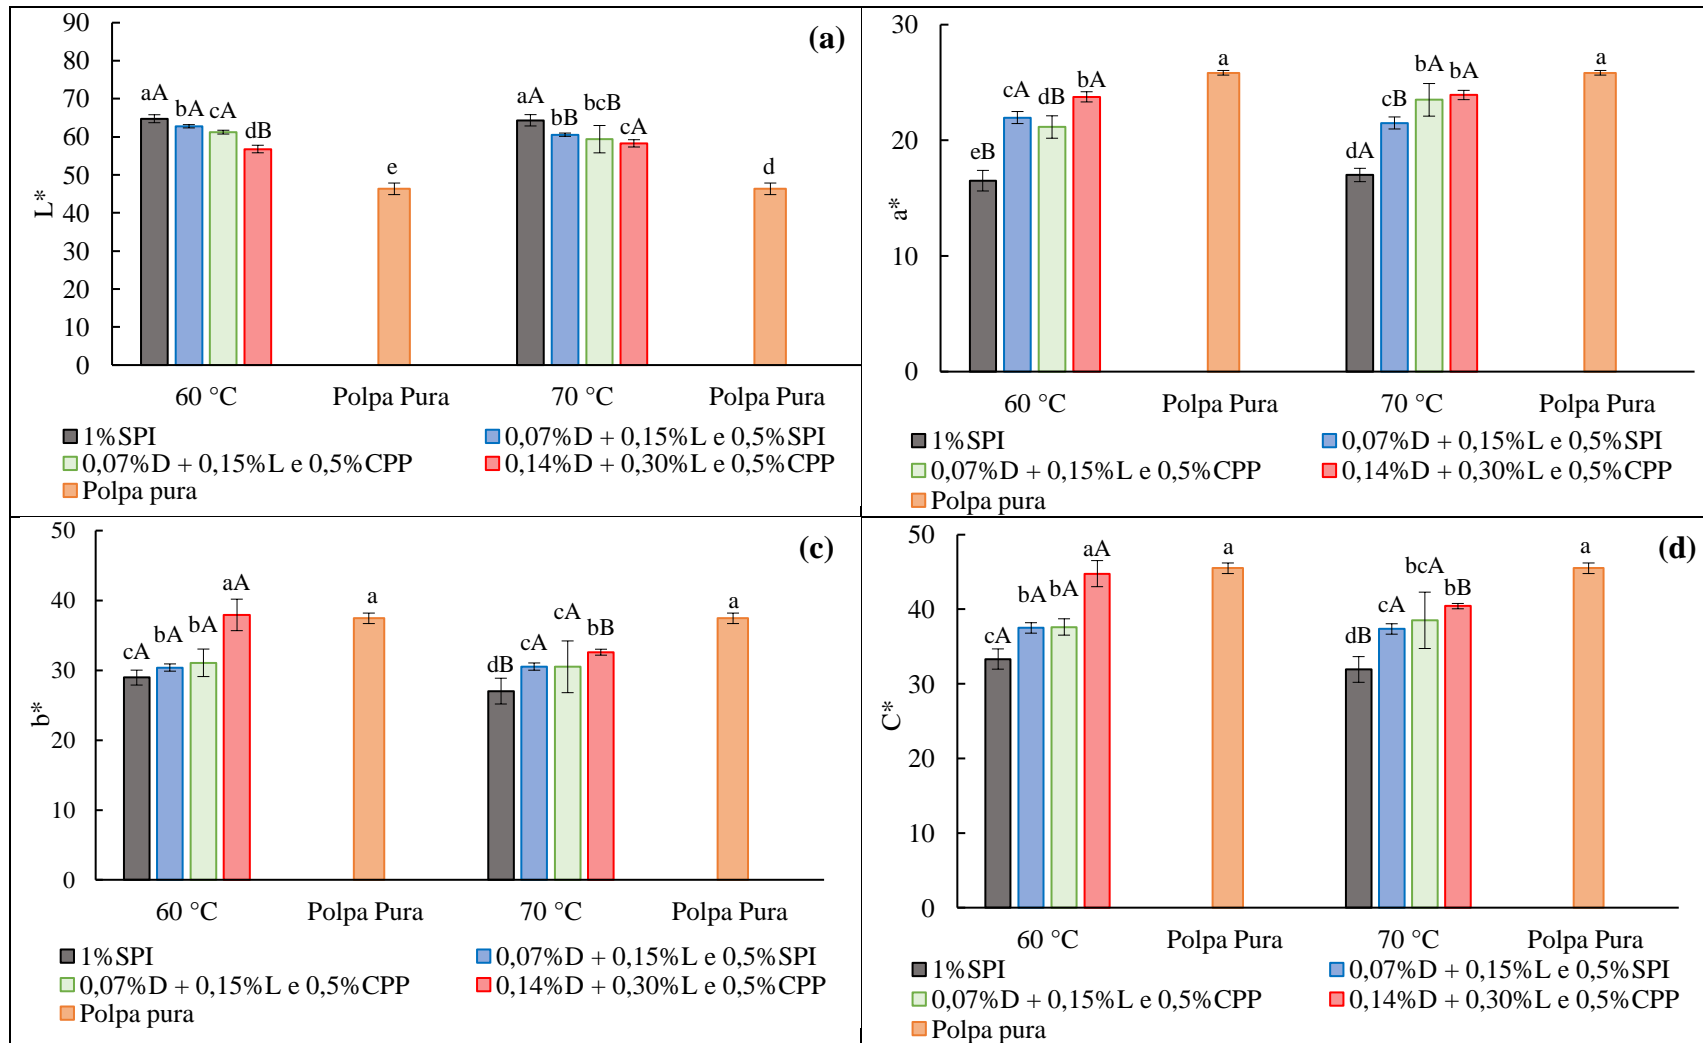 (a)
90
80
70
60
50
40
30
20
10
0
L*
aA bA cA dB
e
aA bB bcB cA
d
60 °C Polpa Pura 70 °C Polpa Pura
1%SPI 0,07%D + 0,15%L e 0,5%SPI
0,07%D + 0,15%L e 0,5%CPP 0,14%D + 0,30%L e 0,5%CPP
Polpa pura
30
20
10
0
a*
eB cA dB bA
a
dA cB bA bA
a
60 °C Polpa Pura 70 °C Polpa Pura
1%SPI 0,07%D + 0,15%L e 0,5%SPI
0,07%D + 0,15%L e 0,5%CPP 0,14%D + 0,30%L e 0,5%CPP
Polpa pura
(c)
50
40
30
20
10
0
b*
cA bA bA aA
a
dB cA cA bB
a
60 °C Polpa Pura 70 °C Polpa Pura
1%SPI 0,07%D + 0,15%L e 0,5%SPI
0,07%D + 0,15%L e 0,5%CPP 0,14%D + 0,30%L e 0,5%CPP
Polpa pura
(d)
50
40
30
20
10
0
C*
cA bA bA aA
a
dB cA bcA bB
a
60 °C Polpa Pura 70 °C Polpa Pura
1%SPI 0,07%D + 0,15%L e 0,5%SPI
0,07%D + 0,15%L e 0,5%CPP 0,14%D + 0,30%L e 0,5%CPP
Polpa pura